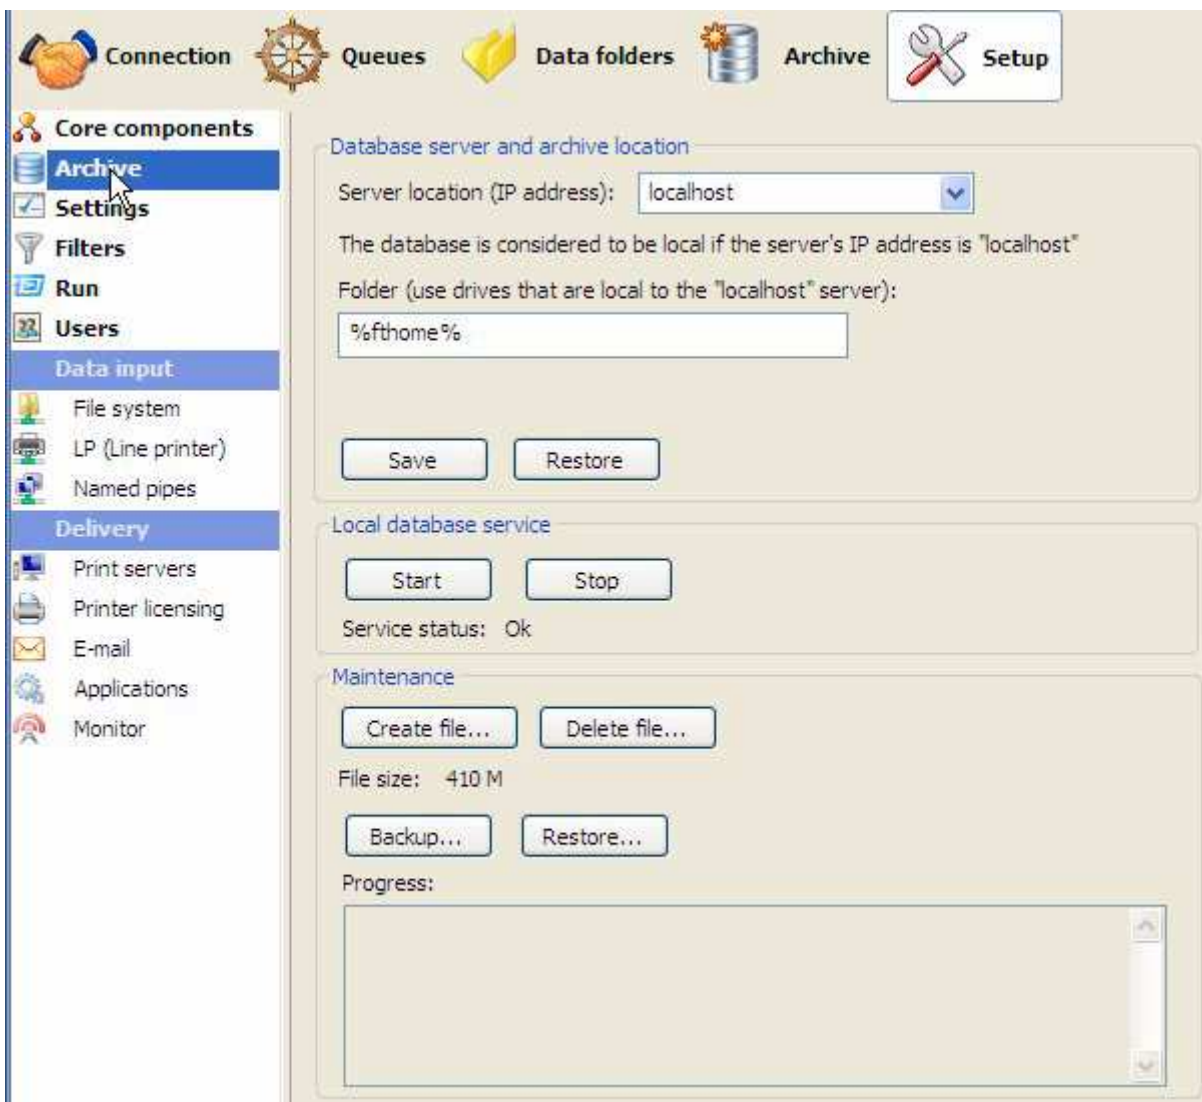 Connection Queues Data folders Archive Setup
Core components
Archive
Settings
Filters
Run
Users
Data input
File system
LP (Line printer)
Named pipes
Delivery
Print servers
Printer licensing
E-mail
Applications
Monitor
Database server and archive location
Server location (IP address): localhost
The database is considered to be local if the server's IP address is "localhost"
Folder (use drives that are local to the "localhost" server):
%fthome%
Save Restore
Local database service
Start Stop
Service status: Ok
Maintenance
Create file... Delete file...
File size: 410 M
Backup... Restore...
Progress: